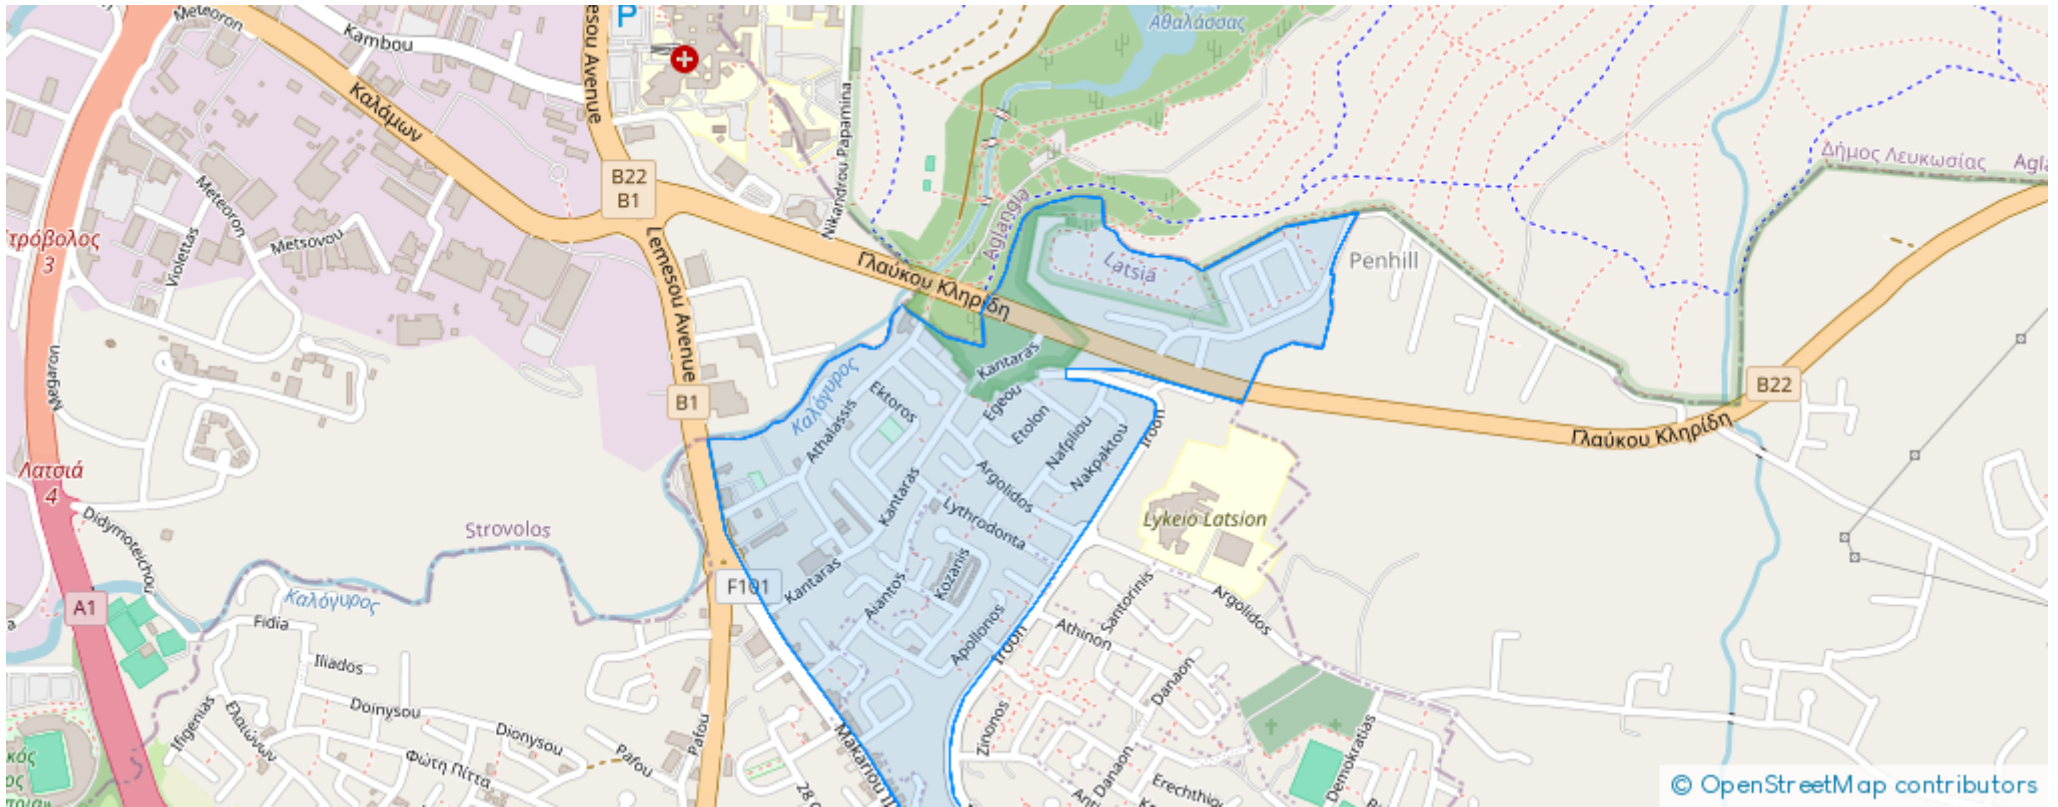 Meteoron
Kambou
Lemesou Avenue
P
Αθαλάσσας
Καλάμων
Nikandrou Papamina
Δήμος Λευκωσίας
B22
B1
Meteoron
Violettas
Metsovou
Aglangia
Latsia
Penhill
3
Γλαύκου Κληρίδη
Lemesou Avenue
Megaron
Kantaras
B22
B1
Καλόγυρος
Ektoros
Athalassis
Egeou
Etolon
Nafpliou
Nakpaktou
Iroon
Γλαύκου Κληρίδη
Λατσιά
4
Didymoteichou
Strovolos
Kantaras
Argolidos
Lythrodonta
Lykeio Latsion
A1
F101
Kantaras
Aiantos
Kozanis
Apollonos
Καλόγυρος
Fidia
Iliados
Iroon
Athinon
Santorinis
Argolidos
Danaon
Ifigenias
Ελαιώνων
Doinysou
Dionysou
Φώτη Πίττα
Pafou
Pafou
Makariou
Zinonos
Danaon
Demokratias
28
© OpenStreetMap contributors